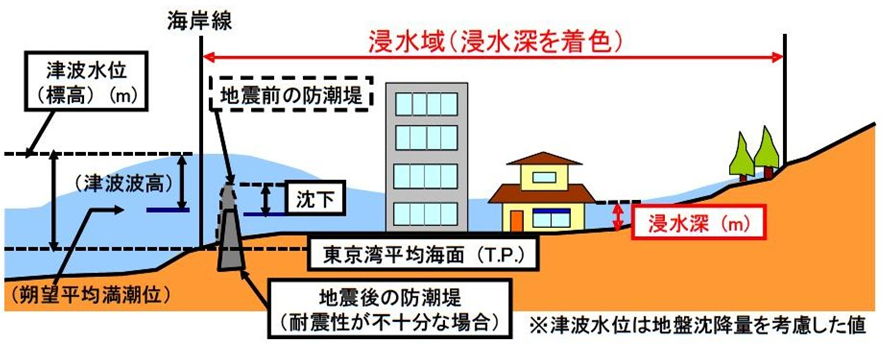 海岸線
浸水域（浸水深を着色）
津波水位
（標高）(m)
地震前の防潮堤
（津波波高）
沈下
浸水深（m）
東京湾平均海面（T.P.）
（朔望平均満潮位）
地震後の防潮堤
（耐震性が不十分な場合）
※津波水位は地盤沈降量を考慮した値